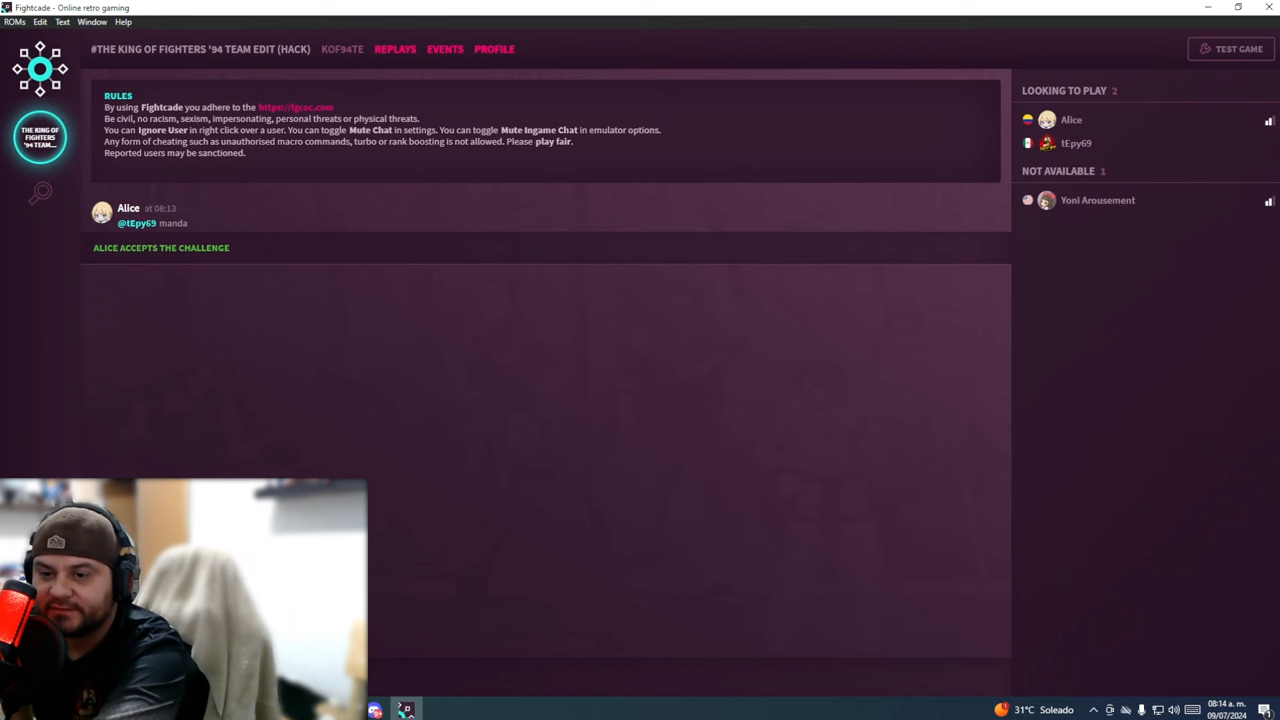 Fightcade - Online retro gaming
ROMs Edit Text Window Help
#THE KING OF FIGHTERS '94 TEAM EDIT (HACK) KOF94TE REPLAYS EVENTS PROFILE
TEST GAME
THE KING OF
FIGHTERS
'94 TEAM...
RULES
By using Fightcade you adhere to the https://fgcoc.com
Be civil, no racism, sexism, impersonating, personal threats or physical threats.
You can Ignore User in right click over a user. You can toggle Mute Chat in settings. You can toggle Mute Ingame Chat in emulator options.
Any form of cheating such as unauthorised macro commands, turbo or rank boosting is not allowed. Please play fair.
Reported users may be sanctioned.
Alice at 08:13
@tEpy69 manda
ALICE ACCEPTS THE CHALLENGE
LOOKING TO PLAY 2
Alice
tEpy69
NOT AVAILABLE 1
Yoni Arousement
31°C Soleado
08:14 a. m.
09/07/2024